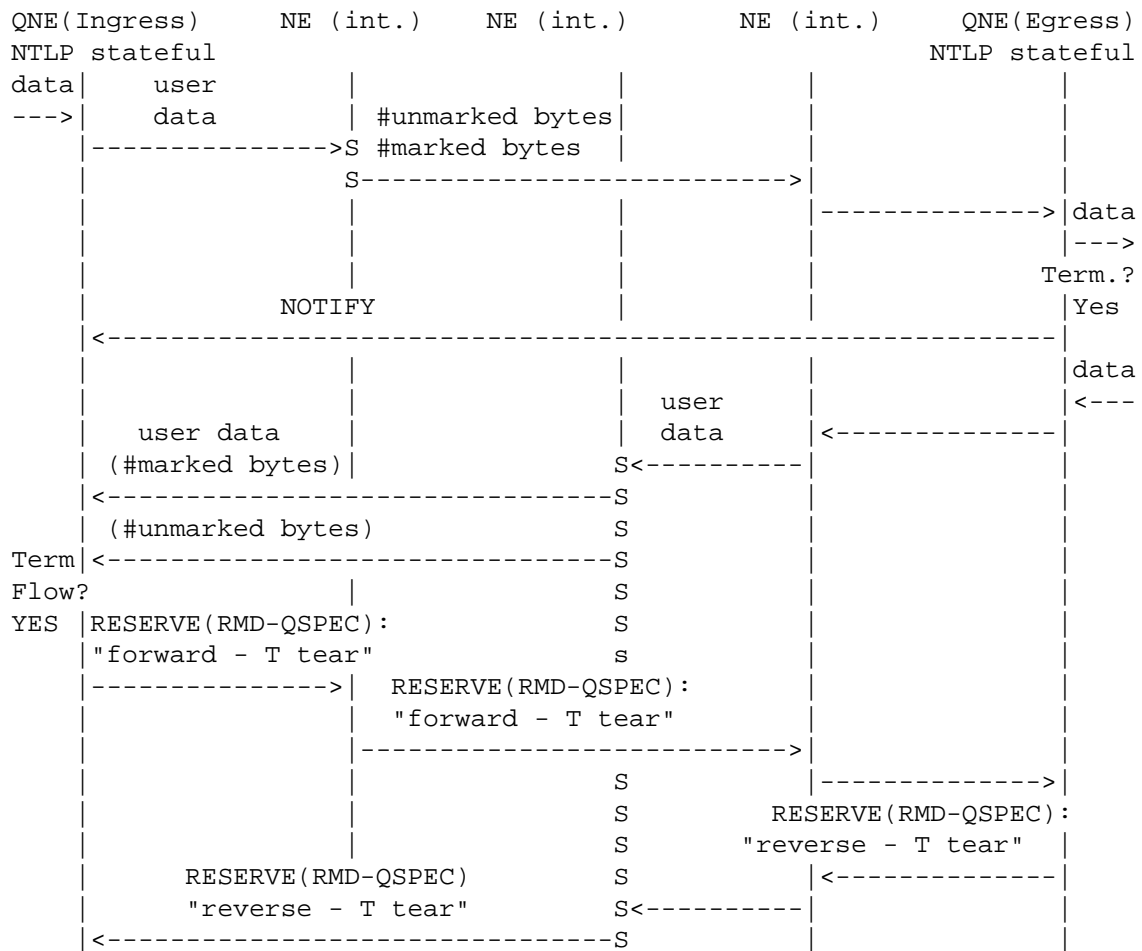 QNE(Ingress)     NE (int.)    NE (int.)       NE (int.)     QNE(Egress)
NTLP stateful                                              NTLP stateful
data|    user          |                |            |               |
--->|    data          | #unmarked bytes|            |               |
    |--------------->S #marked bytes  |            |               |
    |                S--------------------------->|               |
    |                |                |            |-------------->|data
    |                |                |            |               |--->
    |                |                |            |              Term.?
    |            NOTIFY               |            |               |Yes
    |<-------------------------------------------------------------|
    |                |                |            |               |data
    |                |                |  user      |               |<---
    |   user data    |                |  data      |<--------------|
    | (#marked bytes)|                S<----------|               |
    |<--------------------------------S            |               |
    | (#unmarked bytes)               S            |               |
Term|<--------------------------------S            |               |
Flow?                |                S            |               |
YES |RESERVE(RMD-QSPEC):              S            |               |
    |"forward - T tear"               s            |               |
    |--------------->|  RESERVE(RMD-QSPEC):        |               |
    |                |  "forward - T tear"         |               |
    |                |--------------------------->|               |
    |                |                S            |-------------->|
    |                |                S          RESERVE(RMD-QSPEC):
    |                |                S        "reverse - T tear"  |
    |      RESERVE(RMD-QSPEC)         S            |<--------------|
    |      "reverse - T tear"         S<----------|               |
    |<--------------------------------S            |               |